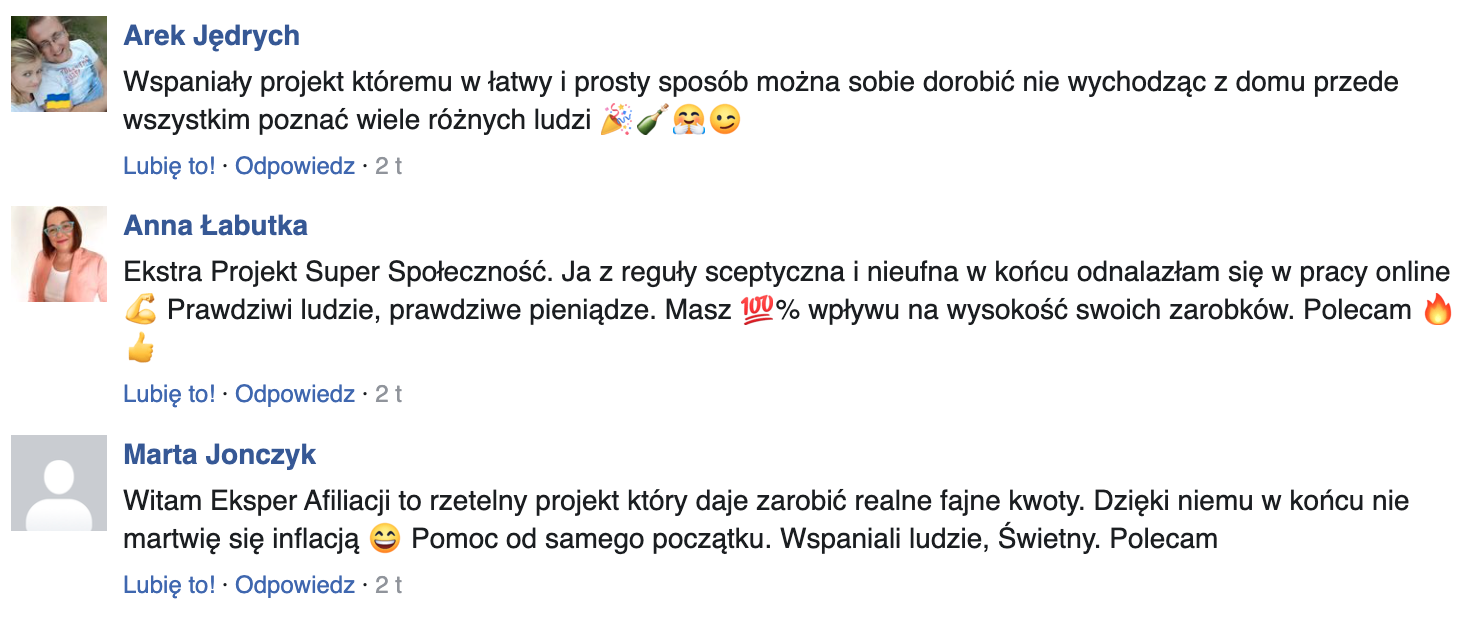 Arek Jędrych
Wspaniały projekt któremu w łatwy i prosty sposób można sobie dorobić nie wychodząc z domu przede
wszystkim poznać wiele różnych ludzi 🎉🍾🤗😉
Lubię to! · Odpowiedz · 2 t
Anna Łabutka
Ekstra Projekt Super Społeczność. Ja z reguły sceptyczna i nieufna w końcu odnalazłam się w pracy online
💪 Prawdziwi ludzie, prawdziwe pieniądze. Masz 💯% wpływu na wysokość swoich zarobków. Polecam 🔥
👍
Lubię to! · Odpowiedz · 2 t
Marta Jonczyk
Witam Eksper Afiliacji to rzetelny projekt który daje zarobić realne fajne kwoty. Dzięki niemu w końcu nie
martwię się inflacją 😄 Pomoc od samego początku. Wspaniali ludzie, Świetny. Polecam
Lubię to! · Odpowiedz · 2 t